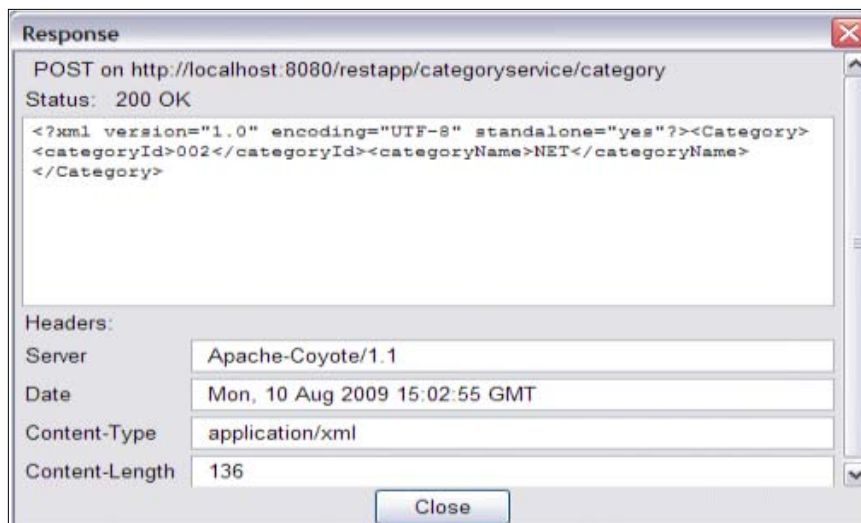 Response
POST on http://localhost:8080/restapp/categoryservice/category
Status: 200 OK
<?xml version="1.0" encoding="UTF-8" standalone="yes"?><Category>
<categoryId>002</categoryId><categoryName>NET</categoryName>
</Category>
Headers:
Server Apache-Coyote/1.1
Date Mon, 10 Aug 2009 15:02:55 GMT
Content-Type application/xml
Content-Length 136
Close